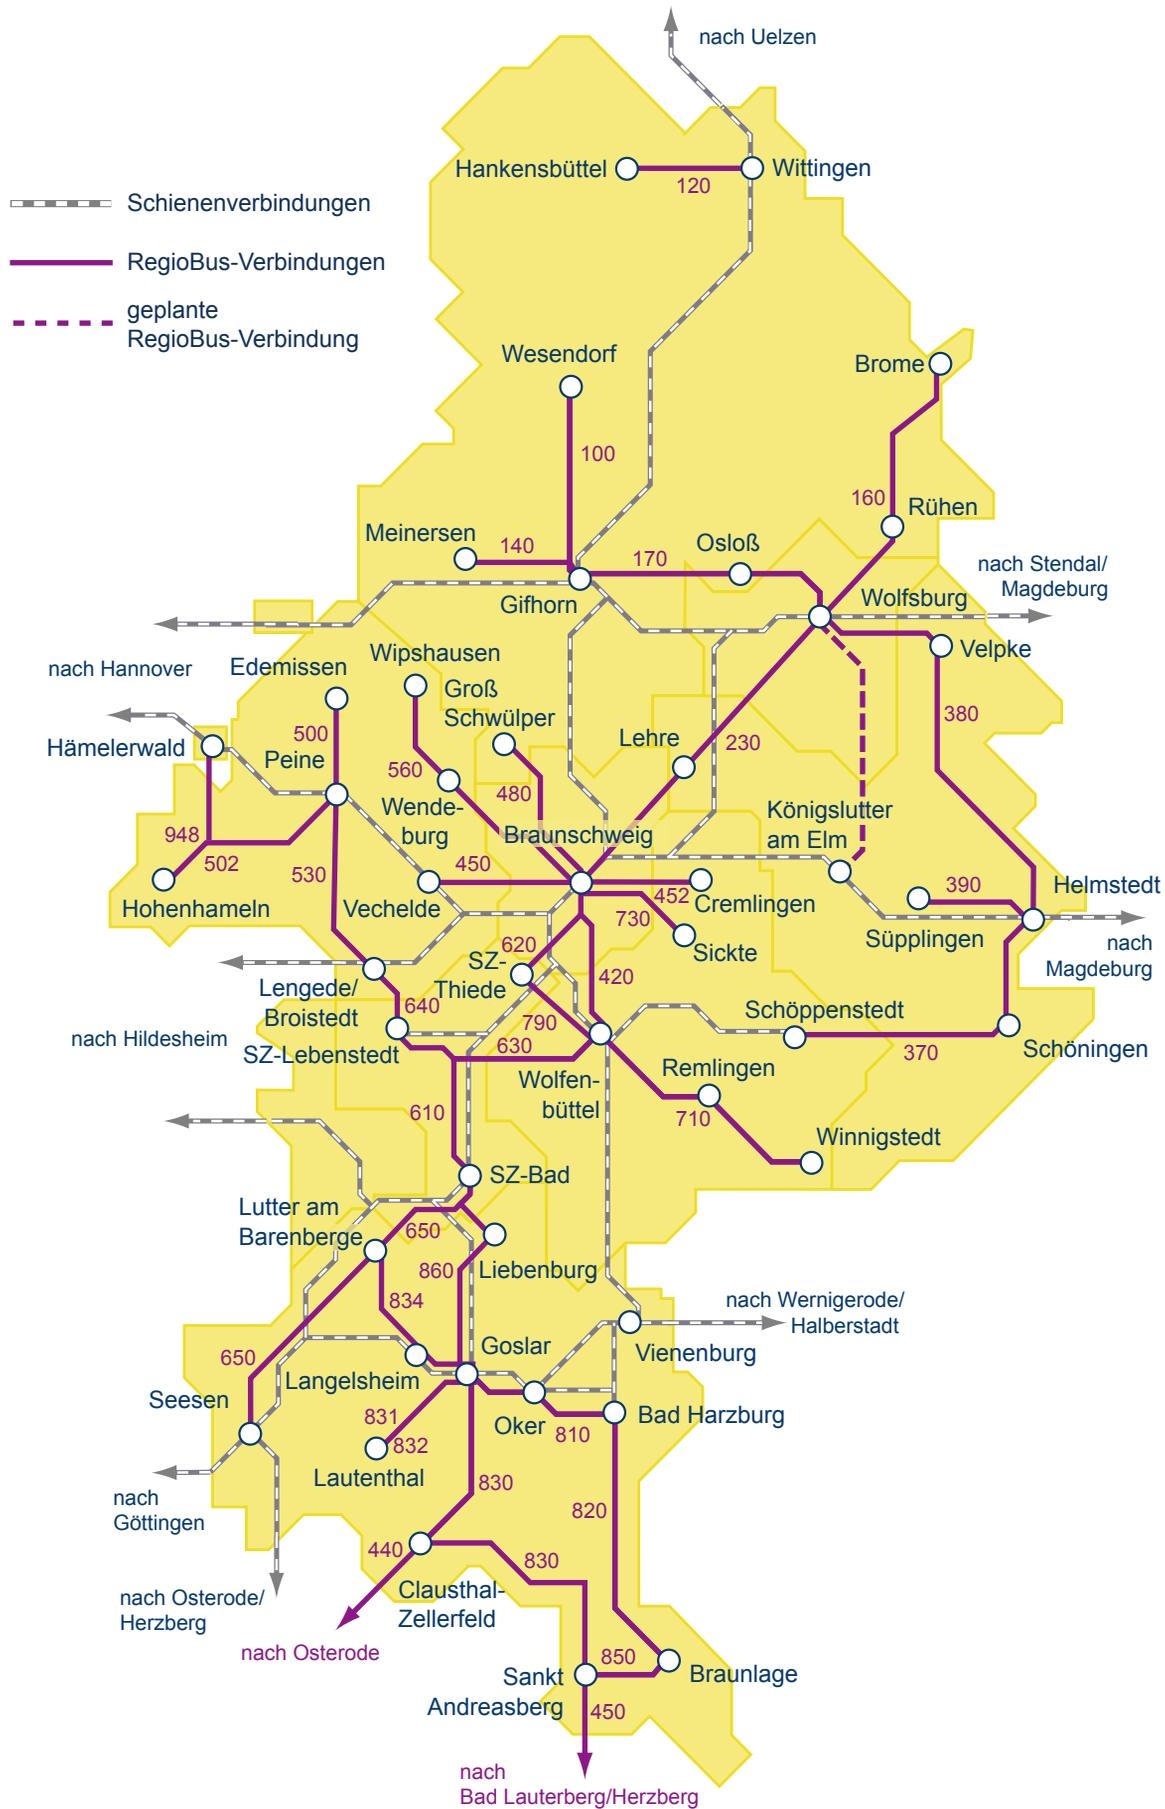 nach Uelzen
Hankensbüttel
Wittingen
120
Schienenverbindungen
RegioBus-Verbindungen
geplante
RegioBus-Verbindung
Wesendorf
Brome
100
160
Rühen
Meinersen
140
170
Osloß
nach Stendal/
Magdeburg
Gifhorn
Wolfsburg
nach Hannover
Edemissen
Wipshausen
Velpke
Groß
Schwülper
500
380
Hämelerwald
Peine
Lehre
230
560
480
Wende-
burg
Königslutter
am Elm
948
502
Braunschweig
530
450
452
390
Helmstedt
Hohenhameln
Vechelde
Cremlingen
730
Süpplingen
nach
Magdeburg
620
Sickte
SZ-
Thiede
420
Lengede/
Broistedt
640
790
Schöppenstedt
nach Hildesheim
SZ-Lebenstedt
630
370
Schöningen
Wolfen-
büttel
Remlingen
610
710
Winnigstedt
SZ-Bad
Lutter am
Barenberge
650
860
Liebenburg
834
nach Wernigerode/
Halberstadt
Goslar
Vienenburg
650
Langelsheim
Seesen
831
832
Oker
810
Bad Harzburg
Lautenthal
830
nach
Göttingen
820
440
830
Clausthal-
Zellerfeld
nach Osterode/
Herzberg
nach Osterode
850
Sankt
Andreasberg
Braunlage
450
nach
Bad Lauterberg/Herzberg